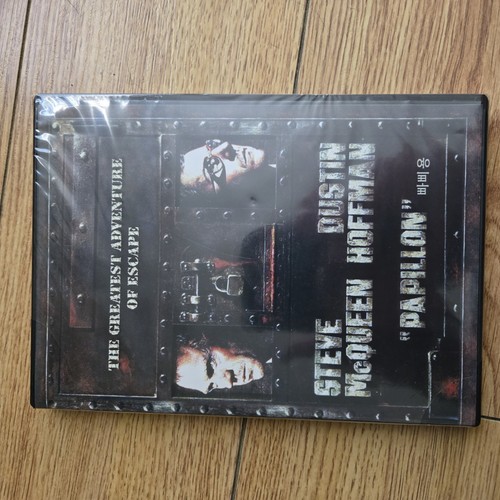 THE GREATEST ADVENTURE
OF ESCAPE
STEVE DUSTIN
McQUEEN HOFFMAN
"PAPILLON"
빠삐용